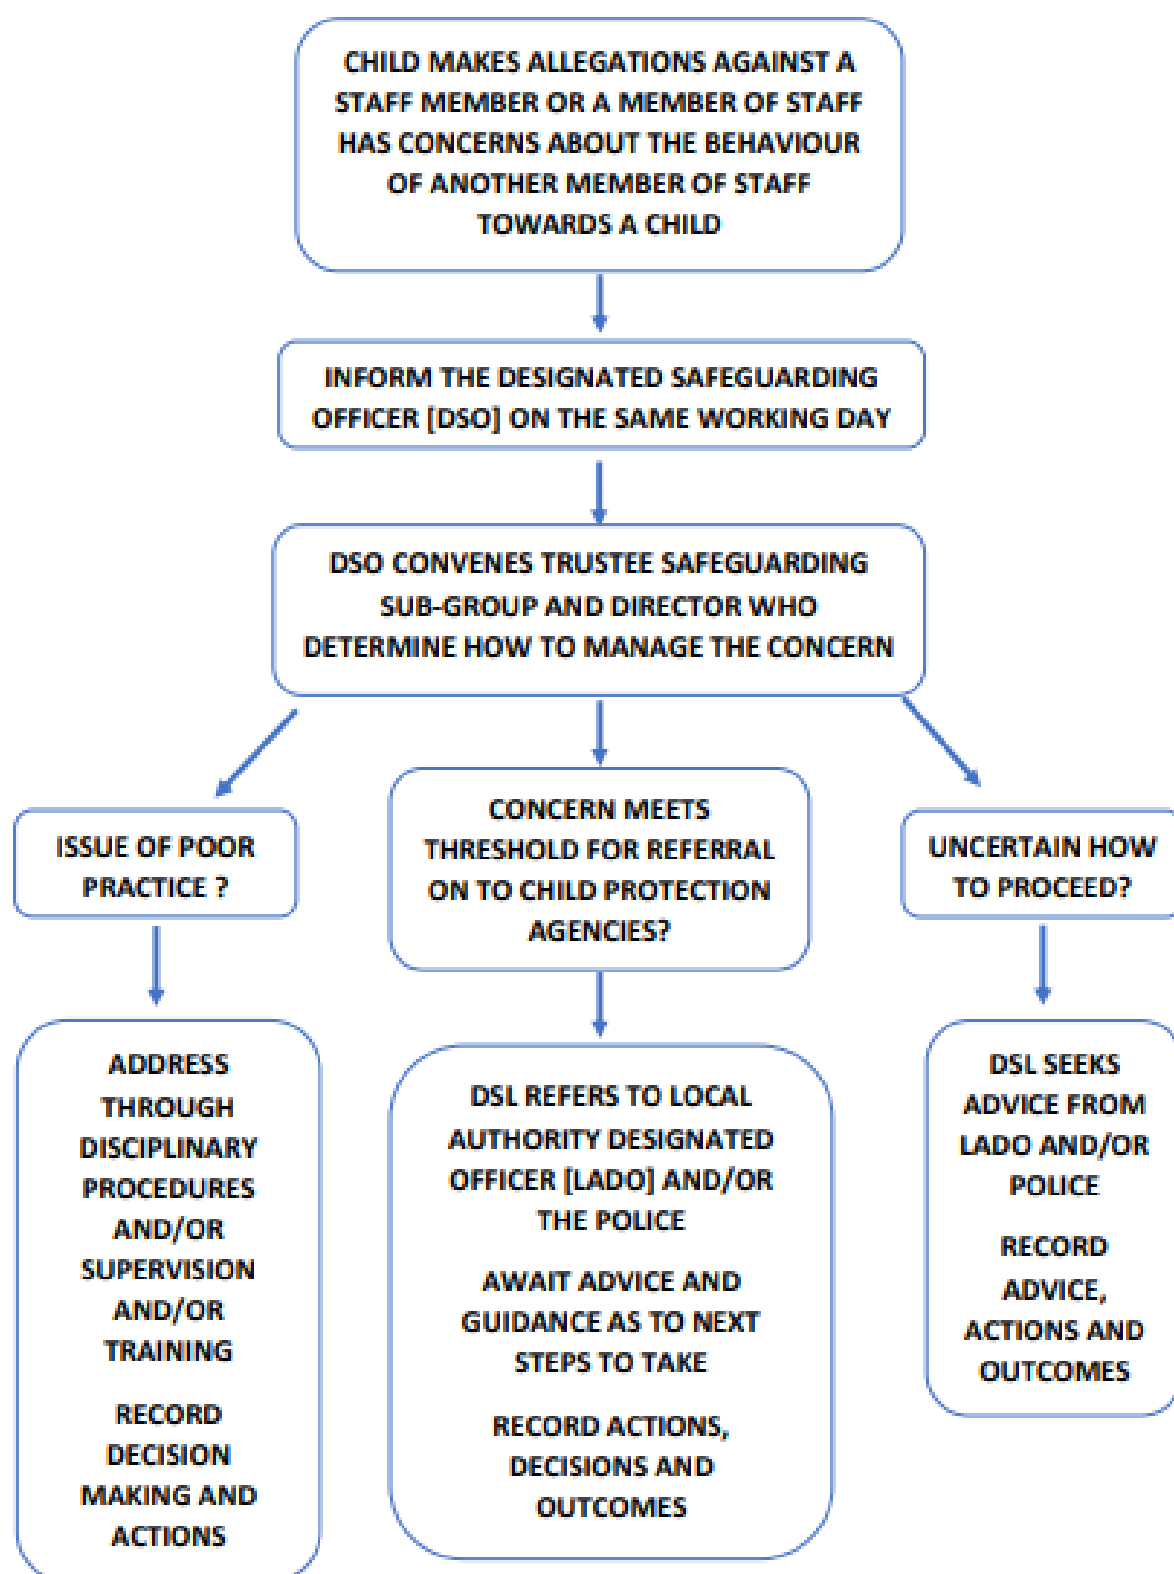 CHILD MAKES ALLEGATIONS AGAINST A
STAFF MEMBER OR A MEMBER OF STAFF
HAS CONCERNS ABOUT THE BEHAVIOUR
OF ANOTHER MEMBER OF STAFF
TOWARDS A CHILD
INFORM THE DESIGNATED SAFEGUARDING
OFFICER [DSO] ON THE SAME WORKING DAY
DSO CONVENES TRUSTEE SAFEGUARDING
SUB-GROUP AND DIRECTOR WHO
DETERMINE HOW TO MANAGE THE CONCERN
ISSUE OF POOR
PRACTICE ?
CONCERN MEETS
THRESHOLD FOR REFERRAL
ON TO CHILD PROTECTION
AGENCIES?
UNCERTAIN HOW
TO PROCEED?
ADDRESS
THROUGH
DISCIPLINARY
PROCEDURES
AND/OR
SUPERVISION
AND/OR
TRAINING
RECORD
DECISION
MAKING AND
ACTIONS
DSL REFERS TO LOCAL
AUTHORITY DESIGNATED
OFFICER [LADO] AND/OR
THE POLICE
AWAIT ADVICE AND
GUIDANCE AS TO NEXT
STEPS TO TAKE
RECORD ACTIONS,
DECISIONS AND
OUTCOMES
DSL SEEKS
ADVICE FROM
LADO AND/OR
POLICE
RECORD
ADVICE,
ACTIONS AND
OUTCOMES